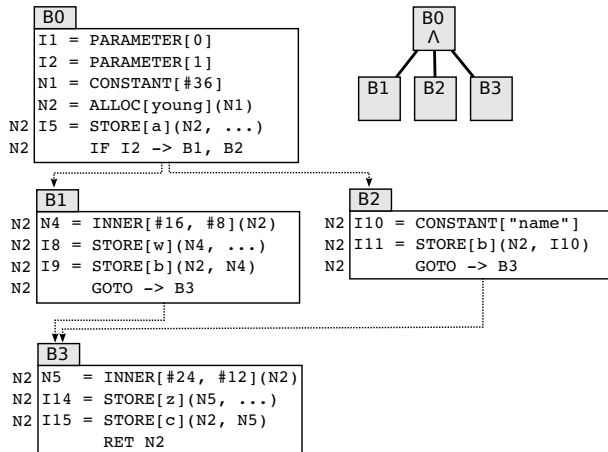 B0
I1 = PARAMETER[0]
I2 = PARAMETER[1]
N1 = CONSTANT[#36]
N2 = ALLOC[young](N1)
N2 I5 = STORE[a](N2, ...)
N2 IF I2 -> B1, B2
B0
Λ
B1 B2 B3
B1
N2 N4 = INNER[#16, #8](N2)
N2 I8 = STORE[w](N4, ...)
N2 I9 = STORE[b](N2, N4)
N2 GOTO -> B3
B2
N2 I10 = CONSTANT["name"]
N2 I11 = STORE[b](N2, I10)
N2 GOTO -> B3
B3
N2 N5 = INNER[#24, #12](N2)
N2 I14 = STORE[z](N5, ...)
N2 I15 = STORE[c](N2, N5)
RET N2